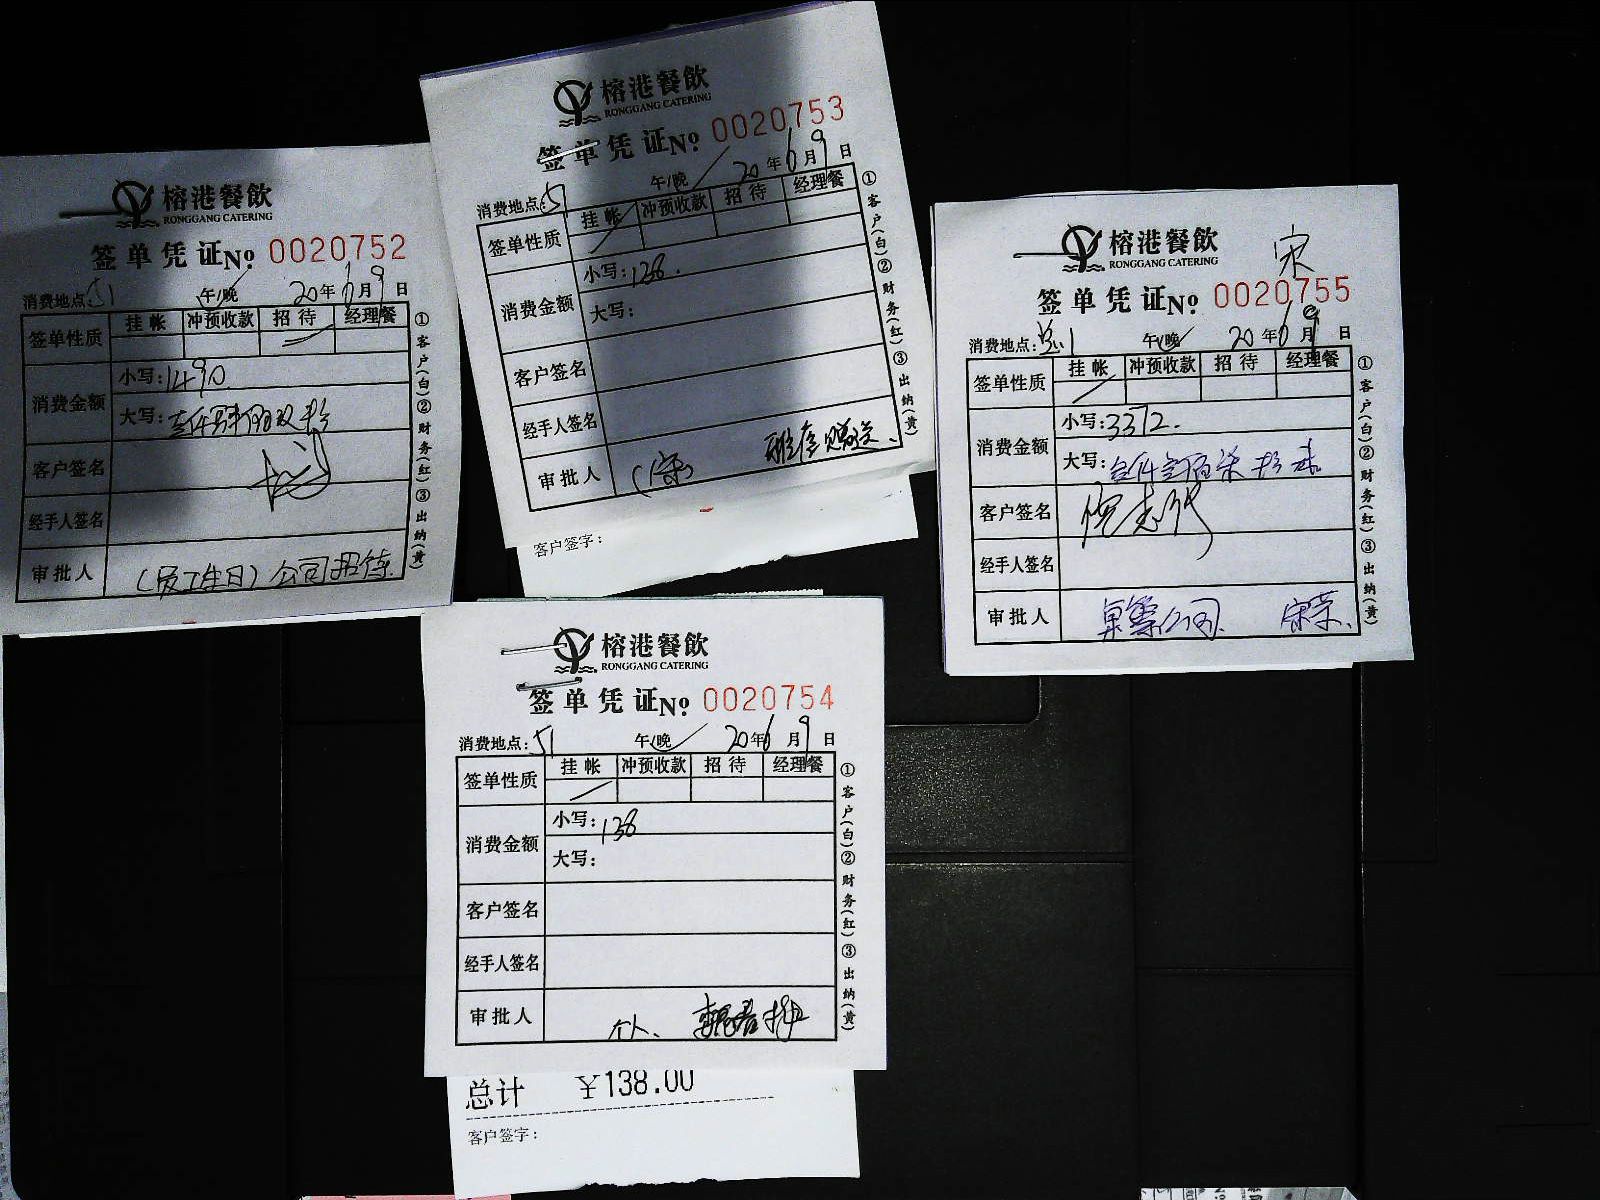 榕港餐飲
RONGGANG CATERING
签单凭证No. 0020752
消费地点:51 午/晚 20年6月9日
签单性质 挂帐 冲预收款 招待 经理餐
消费金额 小写:1490
大写:
客户签名
经手人签名
审批人 (员工生日)公司招待
①客户(白)②财务(红)③出纳(黄)
榕港餐飲
RONGGANG CATERING
签单凭证No. 0020753
消费地点:51 午/晚 20年6月9日
签单性质 挂帐 冲预收款 招待 经理餐
消费金额 小写:138.
大写:
客户签名
经手人签名
审批人
①客户(白)②财务(红)③出纳(黄)
客户签字:
榕港餐飲
RONGGANG CATERING
宋
签单凭证No. 0020755
消费地点: 午/晚 20年6月9日
签单性质 挂帐 冲预收款 招待 经理餐
消费金额 小写:3372.
大写:
客户签名
经手人签名
审批人
①客户(白)②财务(红)③出纳(黄)
榕港餐飲
RONGGANG CATERING
签单凭证No. 0020754
消费地点:51 午/晚 20年6月9日
签单性质 挂帐 冲预收款 招待 经理餐
消费金额 小写:138
大写:
客户签名
经手人签名
审批人 个人、
①客户(白)②财务(红)③出纳(黄)
总计 ¥138.00
客户签字: